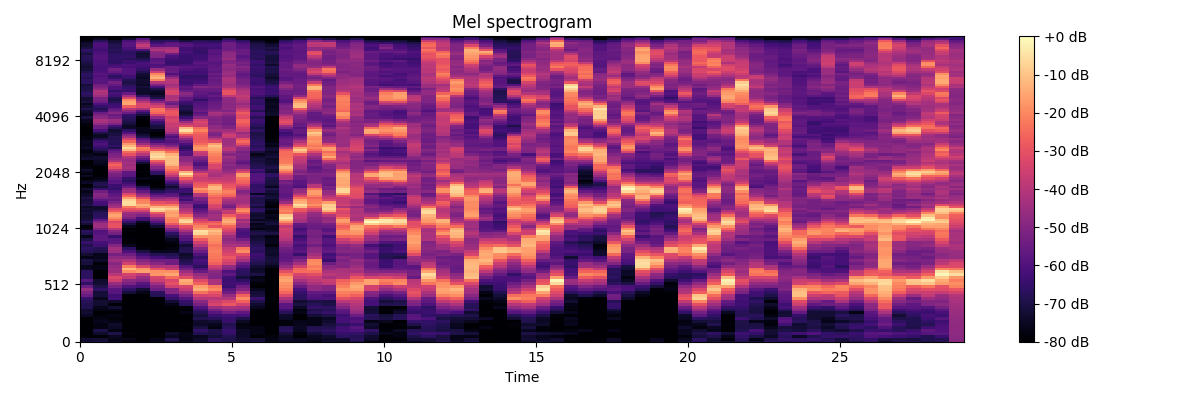 Mel spectrogram
Hz
8192
4096
2048
1024
512
0
0 5 10 15 20 25
Time
+0 dB
-10 dB
-20 dB
-30 dB
-40 dB
-50 dB
-60 dB
-70 dB
-80 dB